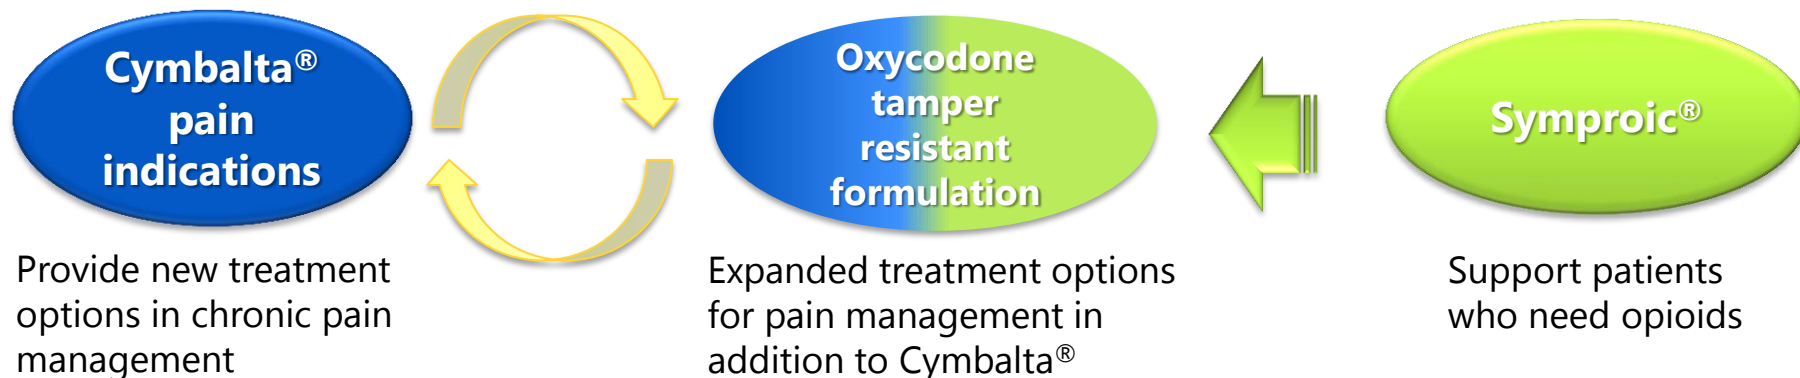 Cymbalta®
pain
indications
Oxycodone
tamper
resistant
formulation
Symproic®
Provide new treatment
options in chronic pain
management
Expanded treatment options
for pain management in
addition to Cymbalta®
Support patients
who need opioids